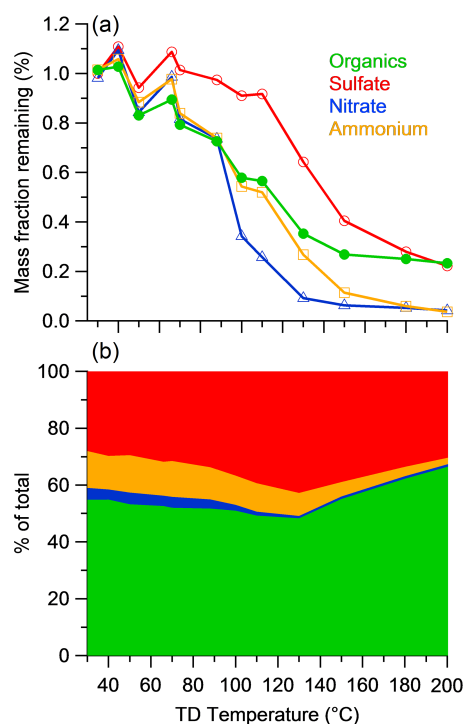 (a)
Organics
Sulfate
Nitrate
Ammonium
Mass fraction remaining (%)
1.2
1.0
0.8
0.6
0.4
0.2
0.0
(b)
% of total
100
80
60
40
20
0
40 60 80 100 120 140 160 180 200
TD Temperature (°C)